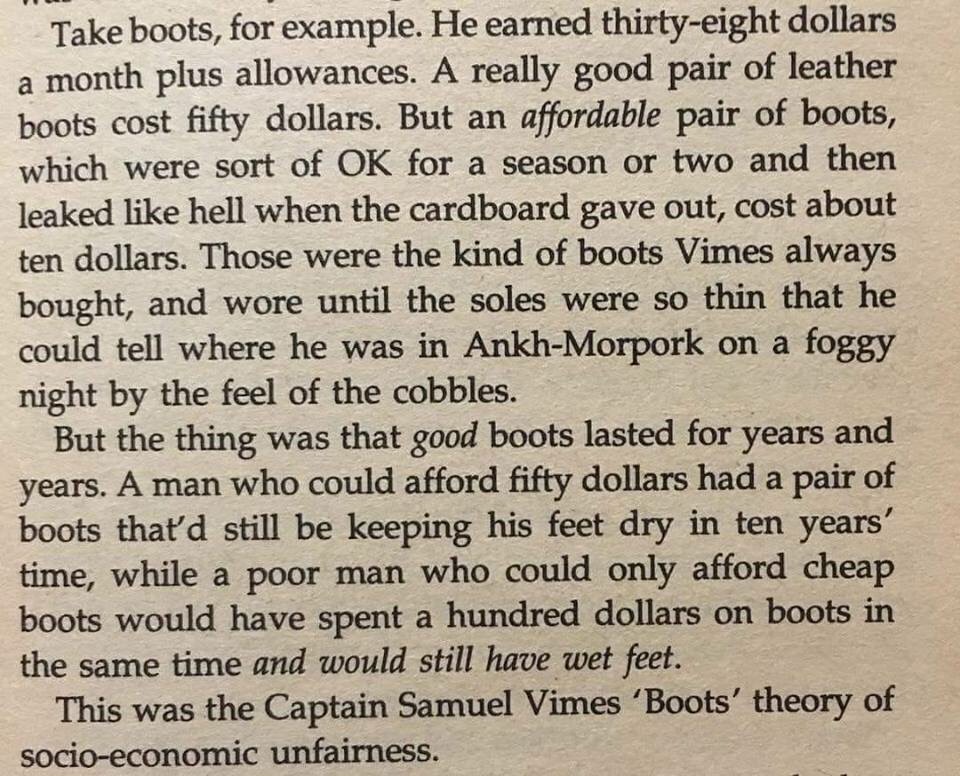 Take boots, for example. He earned thirty-eight dollars
a month plus allowances. A really good pair of leather
boots cost fifty dollars. But an affordable pair of boots,
which were sort of OK for a season or two and then
leaked like hell when the cardboard gave out, cost about
ten dollars. Those were the kind of boots Vimes always
bought, and wore until the soles were so thin that he
could tell where he was in Ankh-Morpork on a foggy
night by the feel of the cobbles.
But the thing was that good boots lasted for years and
years. A man who could afford fifty dollars had a pair of
boots that'd still be keeping his feet dry in ten years'
time, while a poor man who could only afford cheap
boots would have spent a hundred dollars on boots in
the same time and would still have wet feet.
This was the Captain Samuel Vimes 'Boots' theory of
socio-economic unfairness.